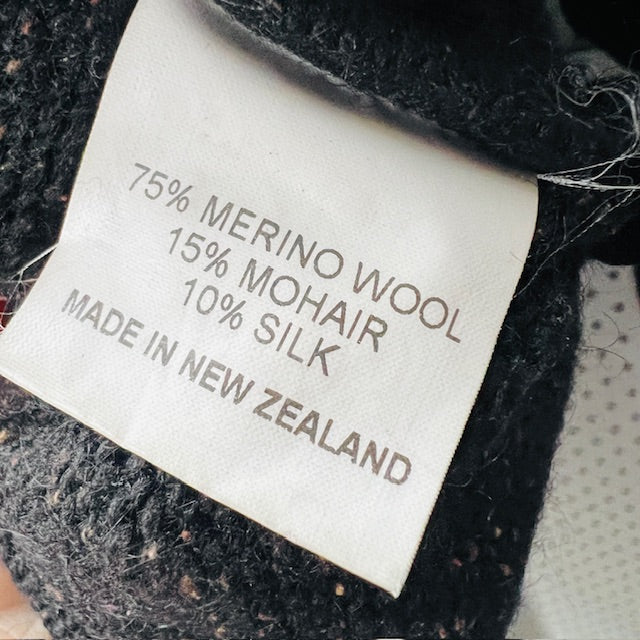 75% MERINO WOOL
15% MOHAIR
10% SILK
MADE IN NEW ZEALAND